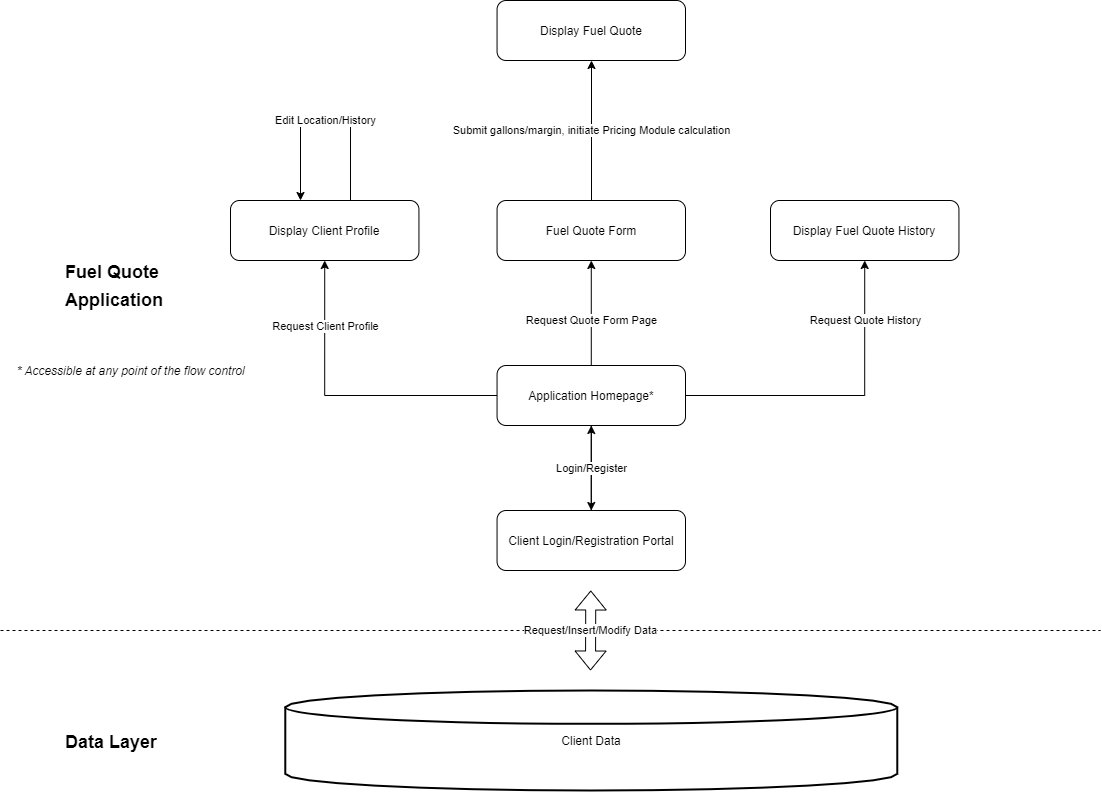 Display Fuel Quote
Edit Location/History
Submit gallons/margin, initiate Pricing Module calculation
Display Client Profile
Fuel Quote Form
Display Fuel Quote History
Fuel Quote
Application
Request Client Profile
Request Quote Form Page
Request Quote History
* Accessible at any point of the flow control
Application Homepage*
Login/Register
Client Login/Registration Portal
Request/Insert/Modify Data
Data Layer
Client Data